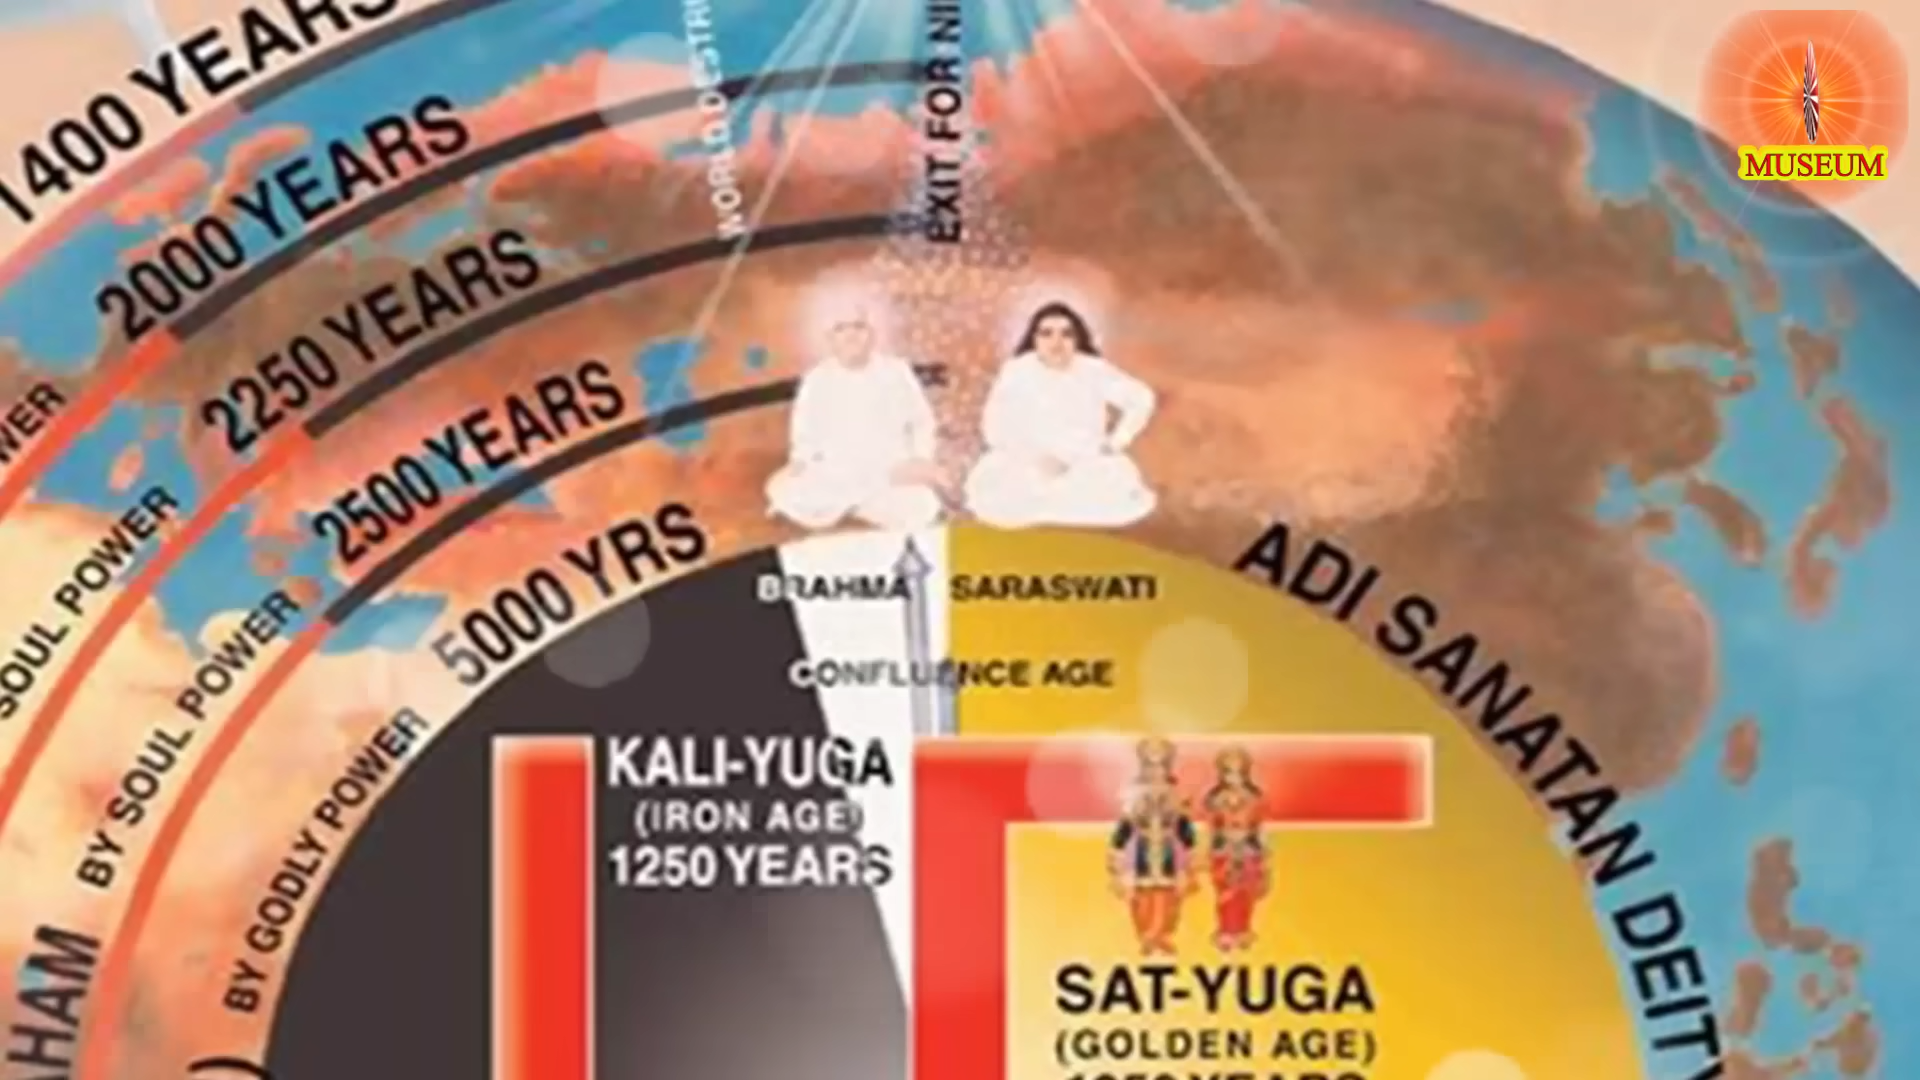 1400 YEARS
2000 YEARS
2250 YEARS
2500 YEARS
5000 YRS
EXIT FOR
WORLD
MUSEUM
SOUL POWER
BY SOUL POWER
BY GODLY POWER
BRAHMA SARASWATI
CONFLUENCE AGE
ADI SANATAN DEITY
KALI-YUGA
(IRON AGE)
1250 YEARS
SAT-YUGA
(GOLDEN AGE)